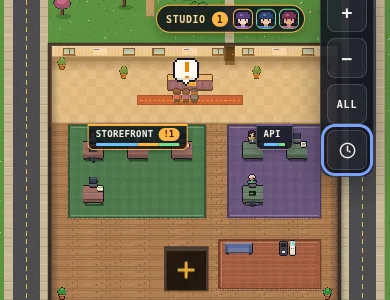 STUDIO 1
+
−
ALL
!
STOREFRONT !1
API
+